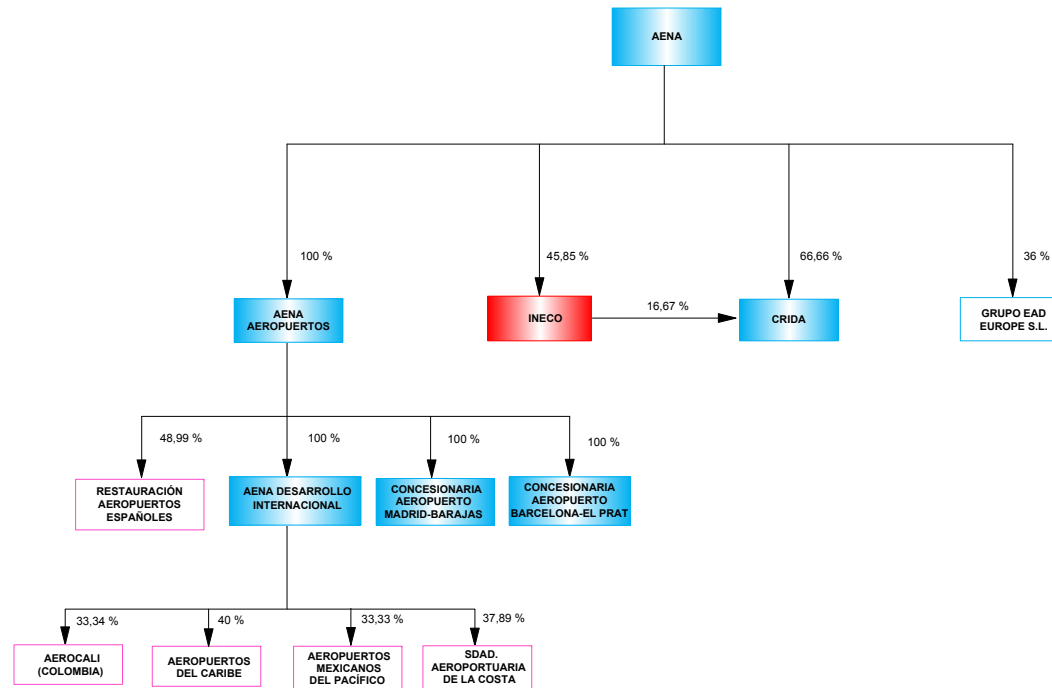 AENA
100 %
45,85 %
66,66 %
36 %
AENA
AEROPUERTOS
INECO
16,67 %
CRIDA
GRUPO EAD
EUROPE S.L.
48,99 %
100 %
100 %
100 %
RESTAURACIÓN
AEROPUERTOS
ESPAÑOLES
AENA DESARROLLO
INTERNACIONAL
CONCESIONARIA
AEROPUERTO
MADRID-BARAJAS
CONCESIONARIA
AEROPUERTO
BARCELONA-EL PRAT
33,34 %
40 %
33,33 %
37,89 %
AEROCALI
(COLOMBIA)
AEROPUERTOS
DEL CARIBE
AEROPUERTOS
MEXICANOS
DEL PACÍFICO
SDAD.
AEROPORTUARIA
DE LA COSTA